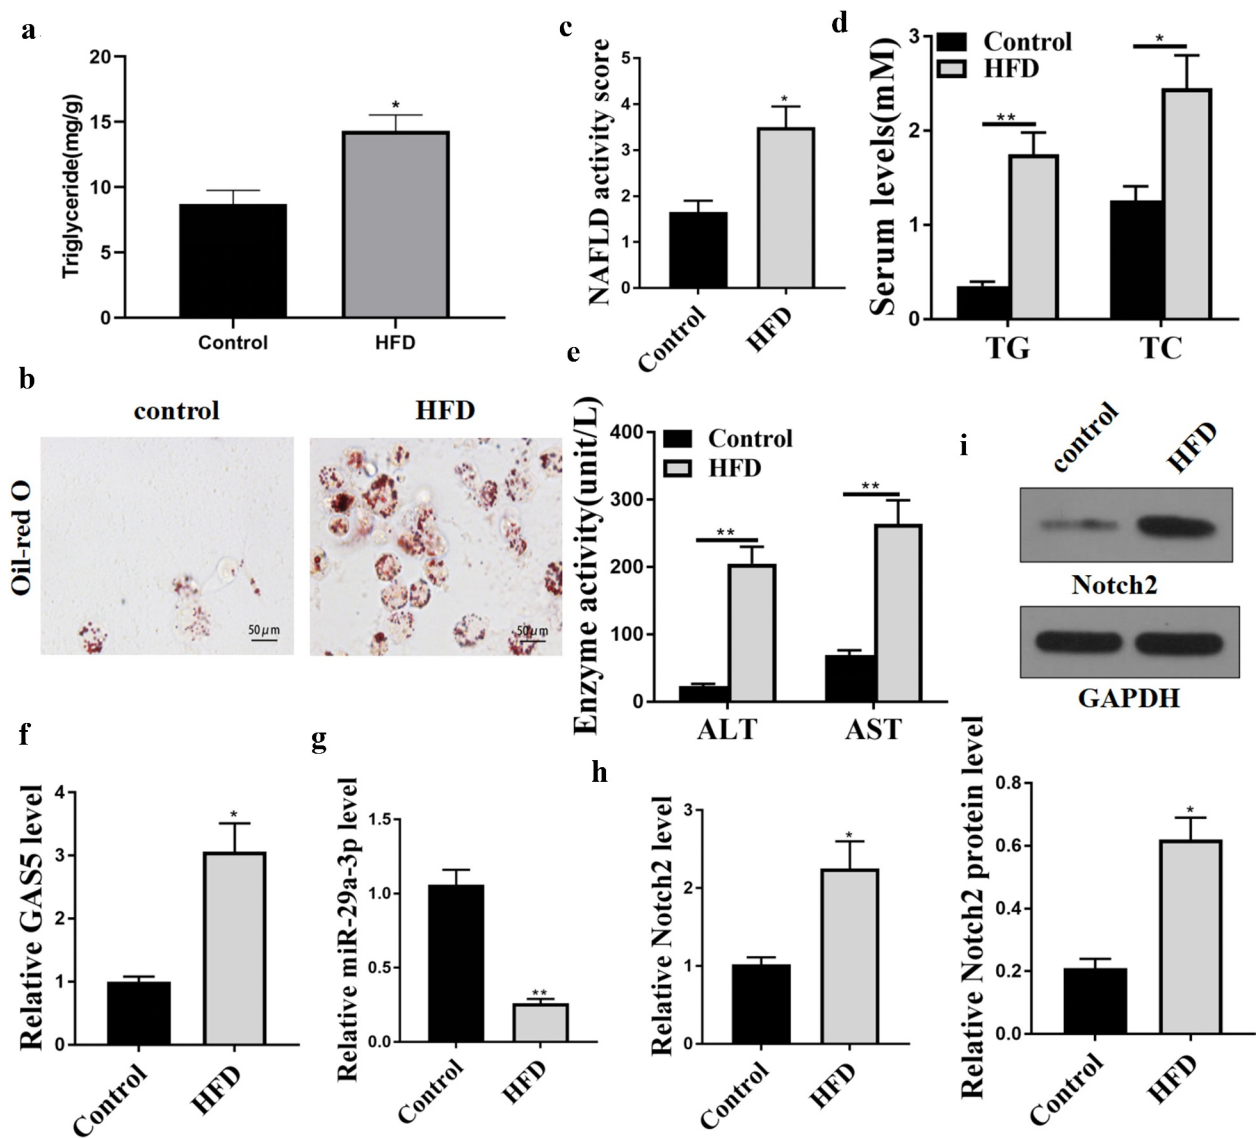 a
20
15
10
5
0
Triglyceride(mg/g)
*
Control
HFD
b
control
HFD
Oil-red O
50μm
50μm
c
5
4
3
2
1
0
NAFLD activity score
*
Control
HFD
d
3
2
1
0
Serum levels(mM)
Control
HFD
**
*
TG
TC
e
400
300
200
100
0
Enzyme activity(unit/L)
Control
HFD
**
**
ALT
AST
f
4
3
2
1
0
Relative GAS5 level
*
Control
HFD
g
1.5
1.0
0.5
0.0
Relative miR-29a-3p level
**
Control
HFD
h
3
2
1
0
Relative Notch2 level
*
Control
HFD
i
control
HFD
Notch2
GAPDH
0.8
0.6
0.4
0.2
0.0
Relative Notch2 protein level
*
Control
HFD